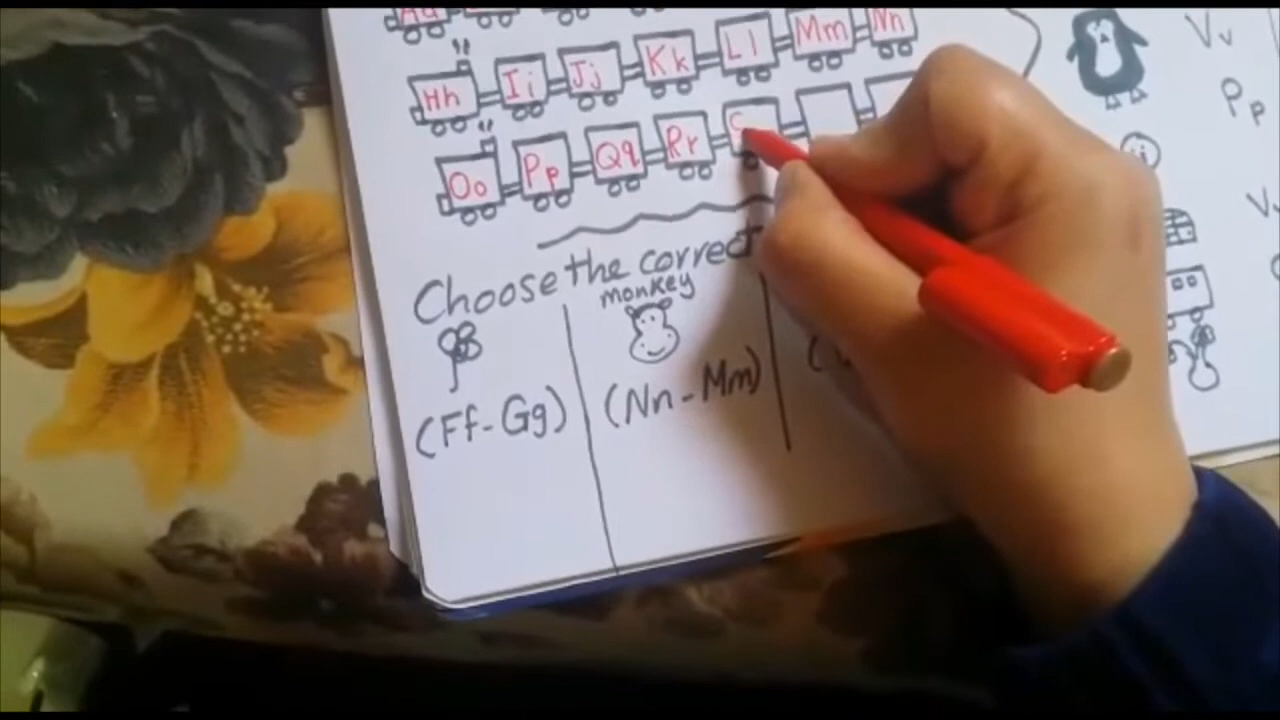 Aa
Hh Ii Jj Kk Ll Mm Nn
Oo Pp Qq Rr S
Choose the correct
monkey
(Ff-Gg) (Nn-Mm) (
Vv
Pp
V